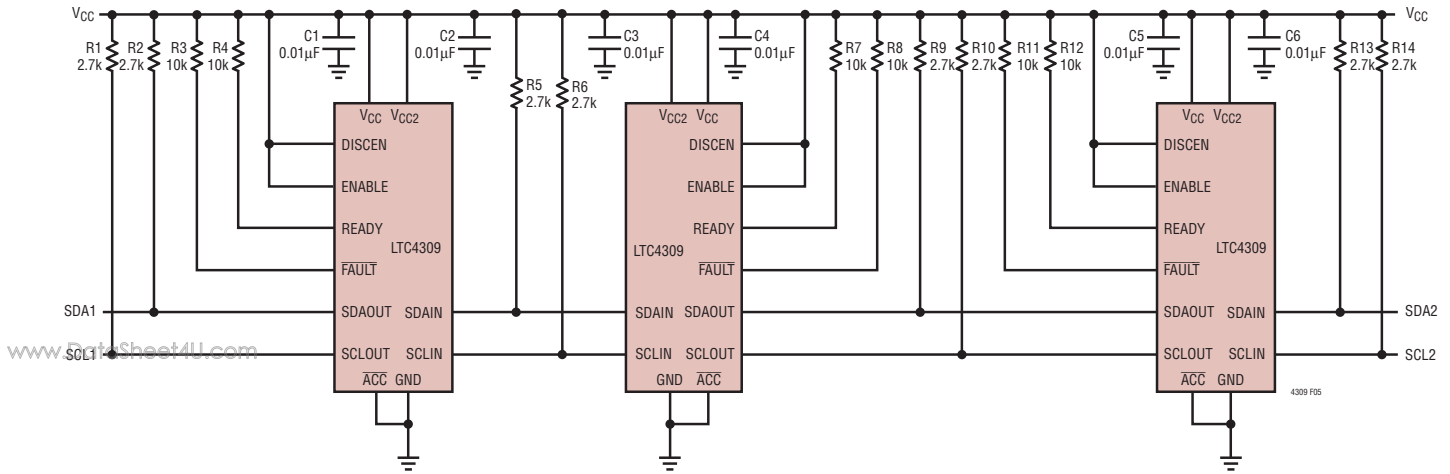 VCC VCC
R1 2.7k
R2 2.7k
R3 10k
R4 10k
C1 0.01µF
C2 0.01µF
R5 2.7k
R6 2.7k
C3 0.01µF
C4 0.01µF
R7 10k
R8 10k
R9 2.7k
R10 2.7k
R11 10k
R12 10k
C5 0.01µF
C6 0.01µF
R13 2.7k
R14 2.7k
VCC VCC2
DISCEN
ENABLE
READY
LTC4309
FAULT
SDAOUT SDAIN
SCLOUT SCLIN
ACC GND
VCC2 VCC
DISCEN
ENABLE
READY
LTC4309
FAULT
SDAIN SDAOUT
SCLIN SCLOUT
GND ACC
VCC VCC2
DISCEN
ENABLE
READY
LTC4309
FAULT
SDAOUT SDAIN
SCLOUT SCLIN
ACC GND
SDA1
SCL1
SDA2
SCL2
www.DataSheet4U.com
4309 F05